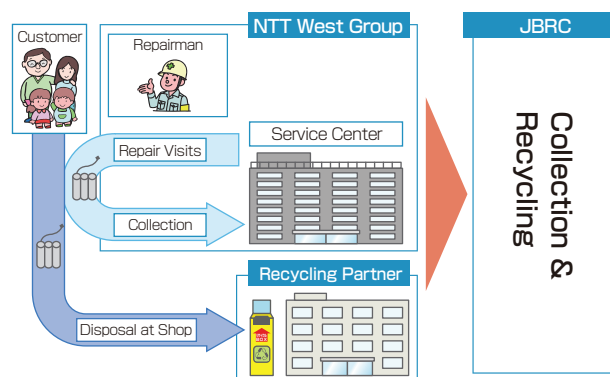 Customer
NTT West Group
JBRC
Repairman
Service Center
Repair Visits
Collection
Collection &
Recycling
Recycling Partner
Disposal at Shop